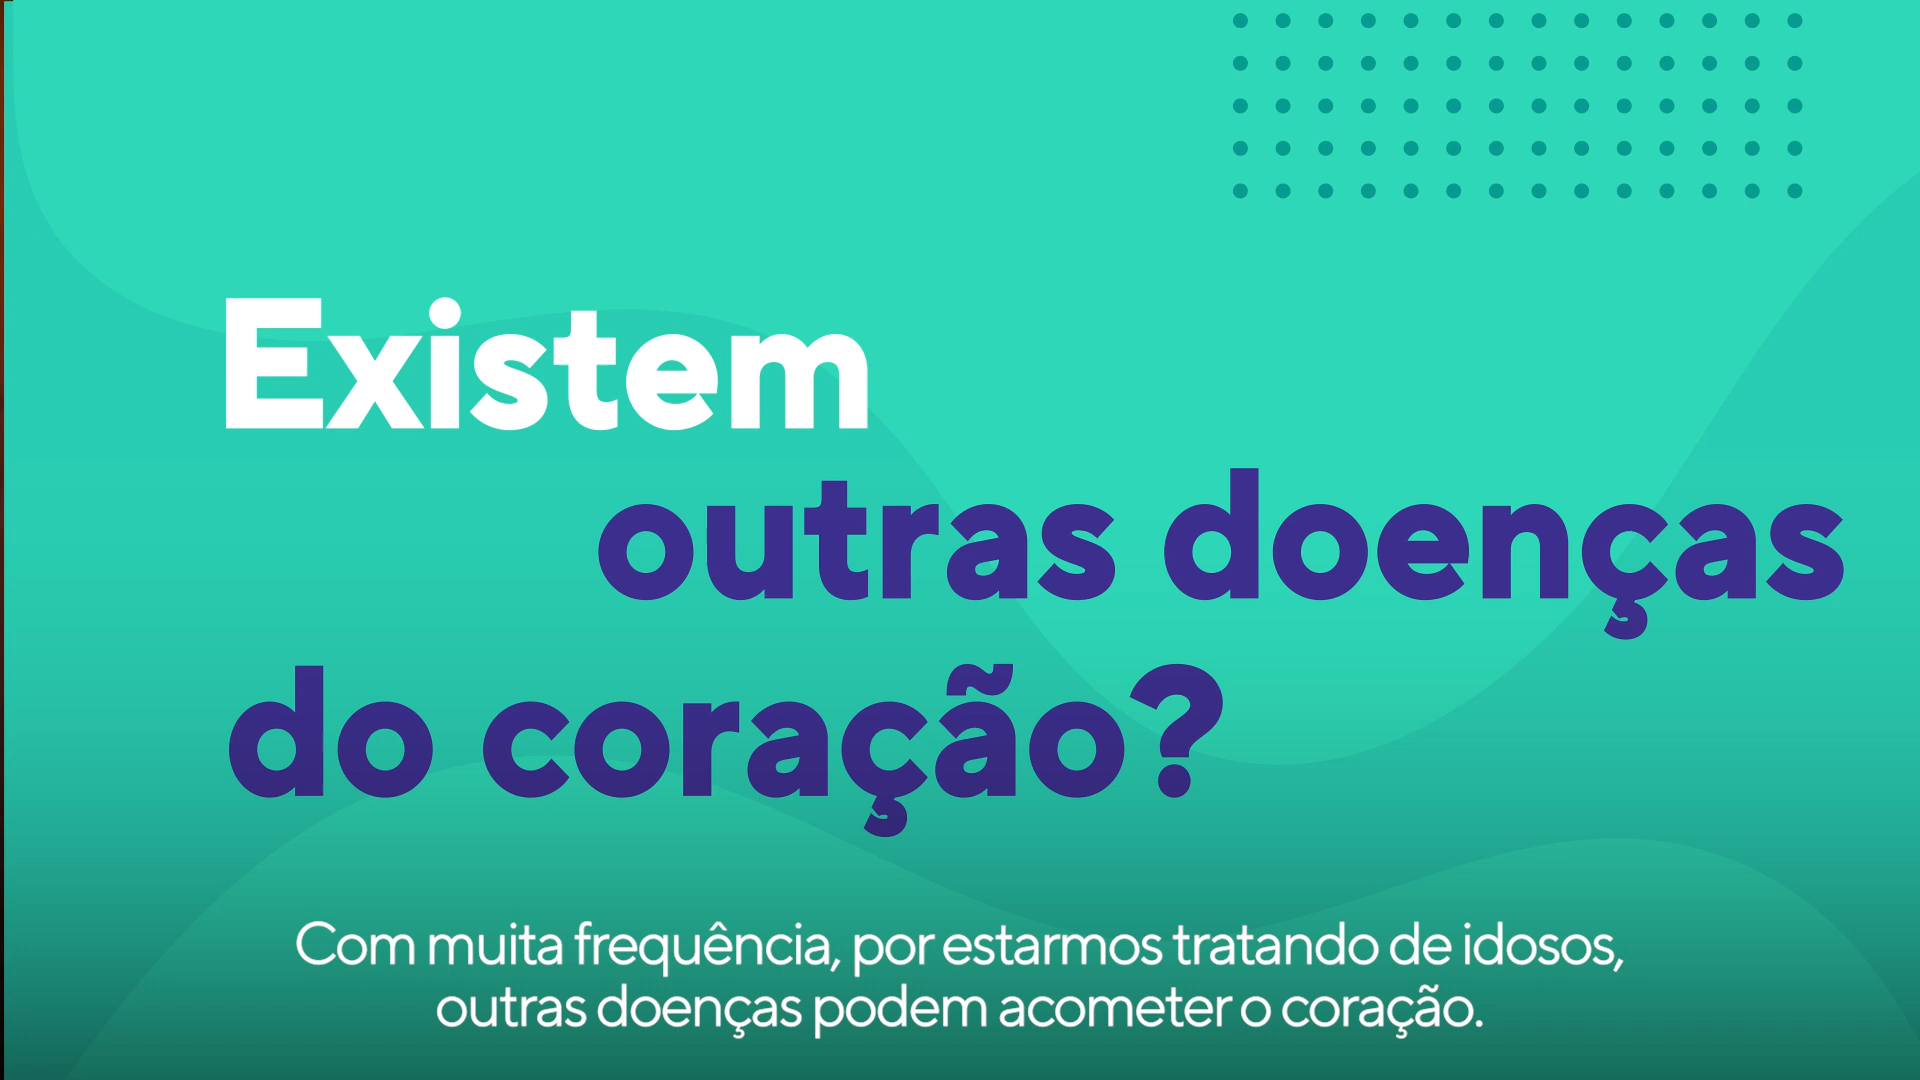 Existem
outras doenças
do coração?
Com muita frequência, por estarmos tratando de idosos,
outras doenças podem acometer o coração.